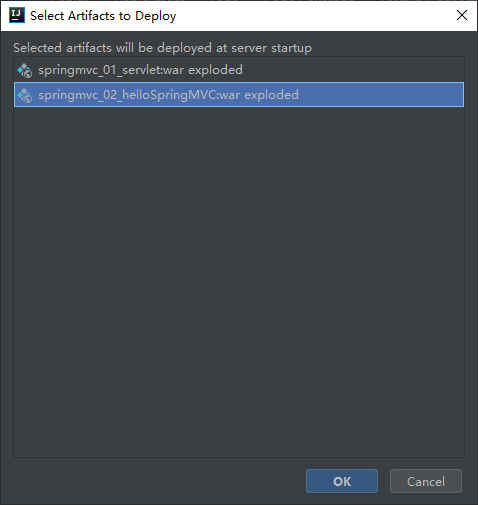 IJ Select Artifacts to Deploy
Selected artifacts will be deployed at server startup
springmvc_01_servlet:war exploded
springmvc_02_helloSpringMVC:war exploded
OK Cancel